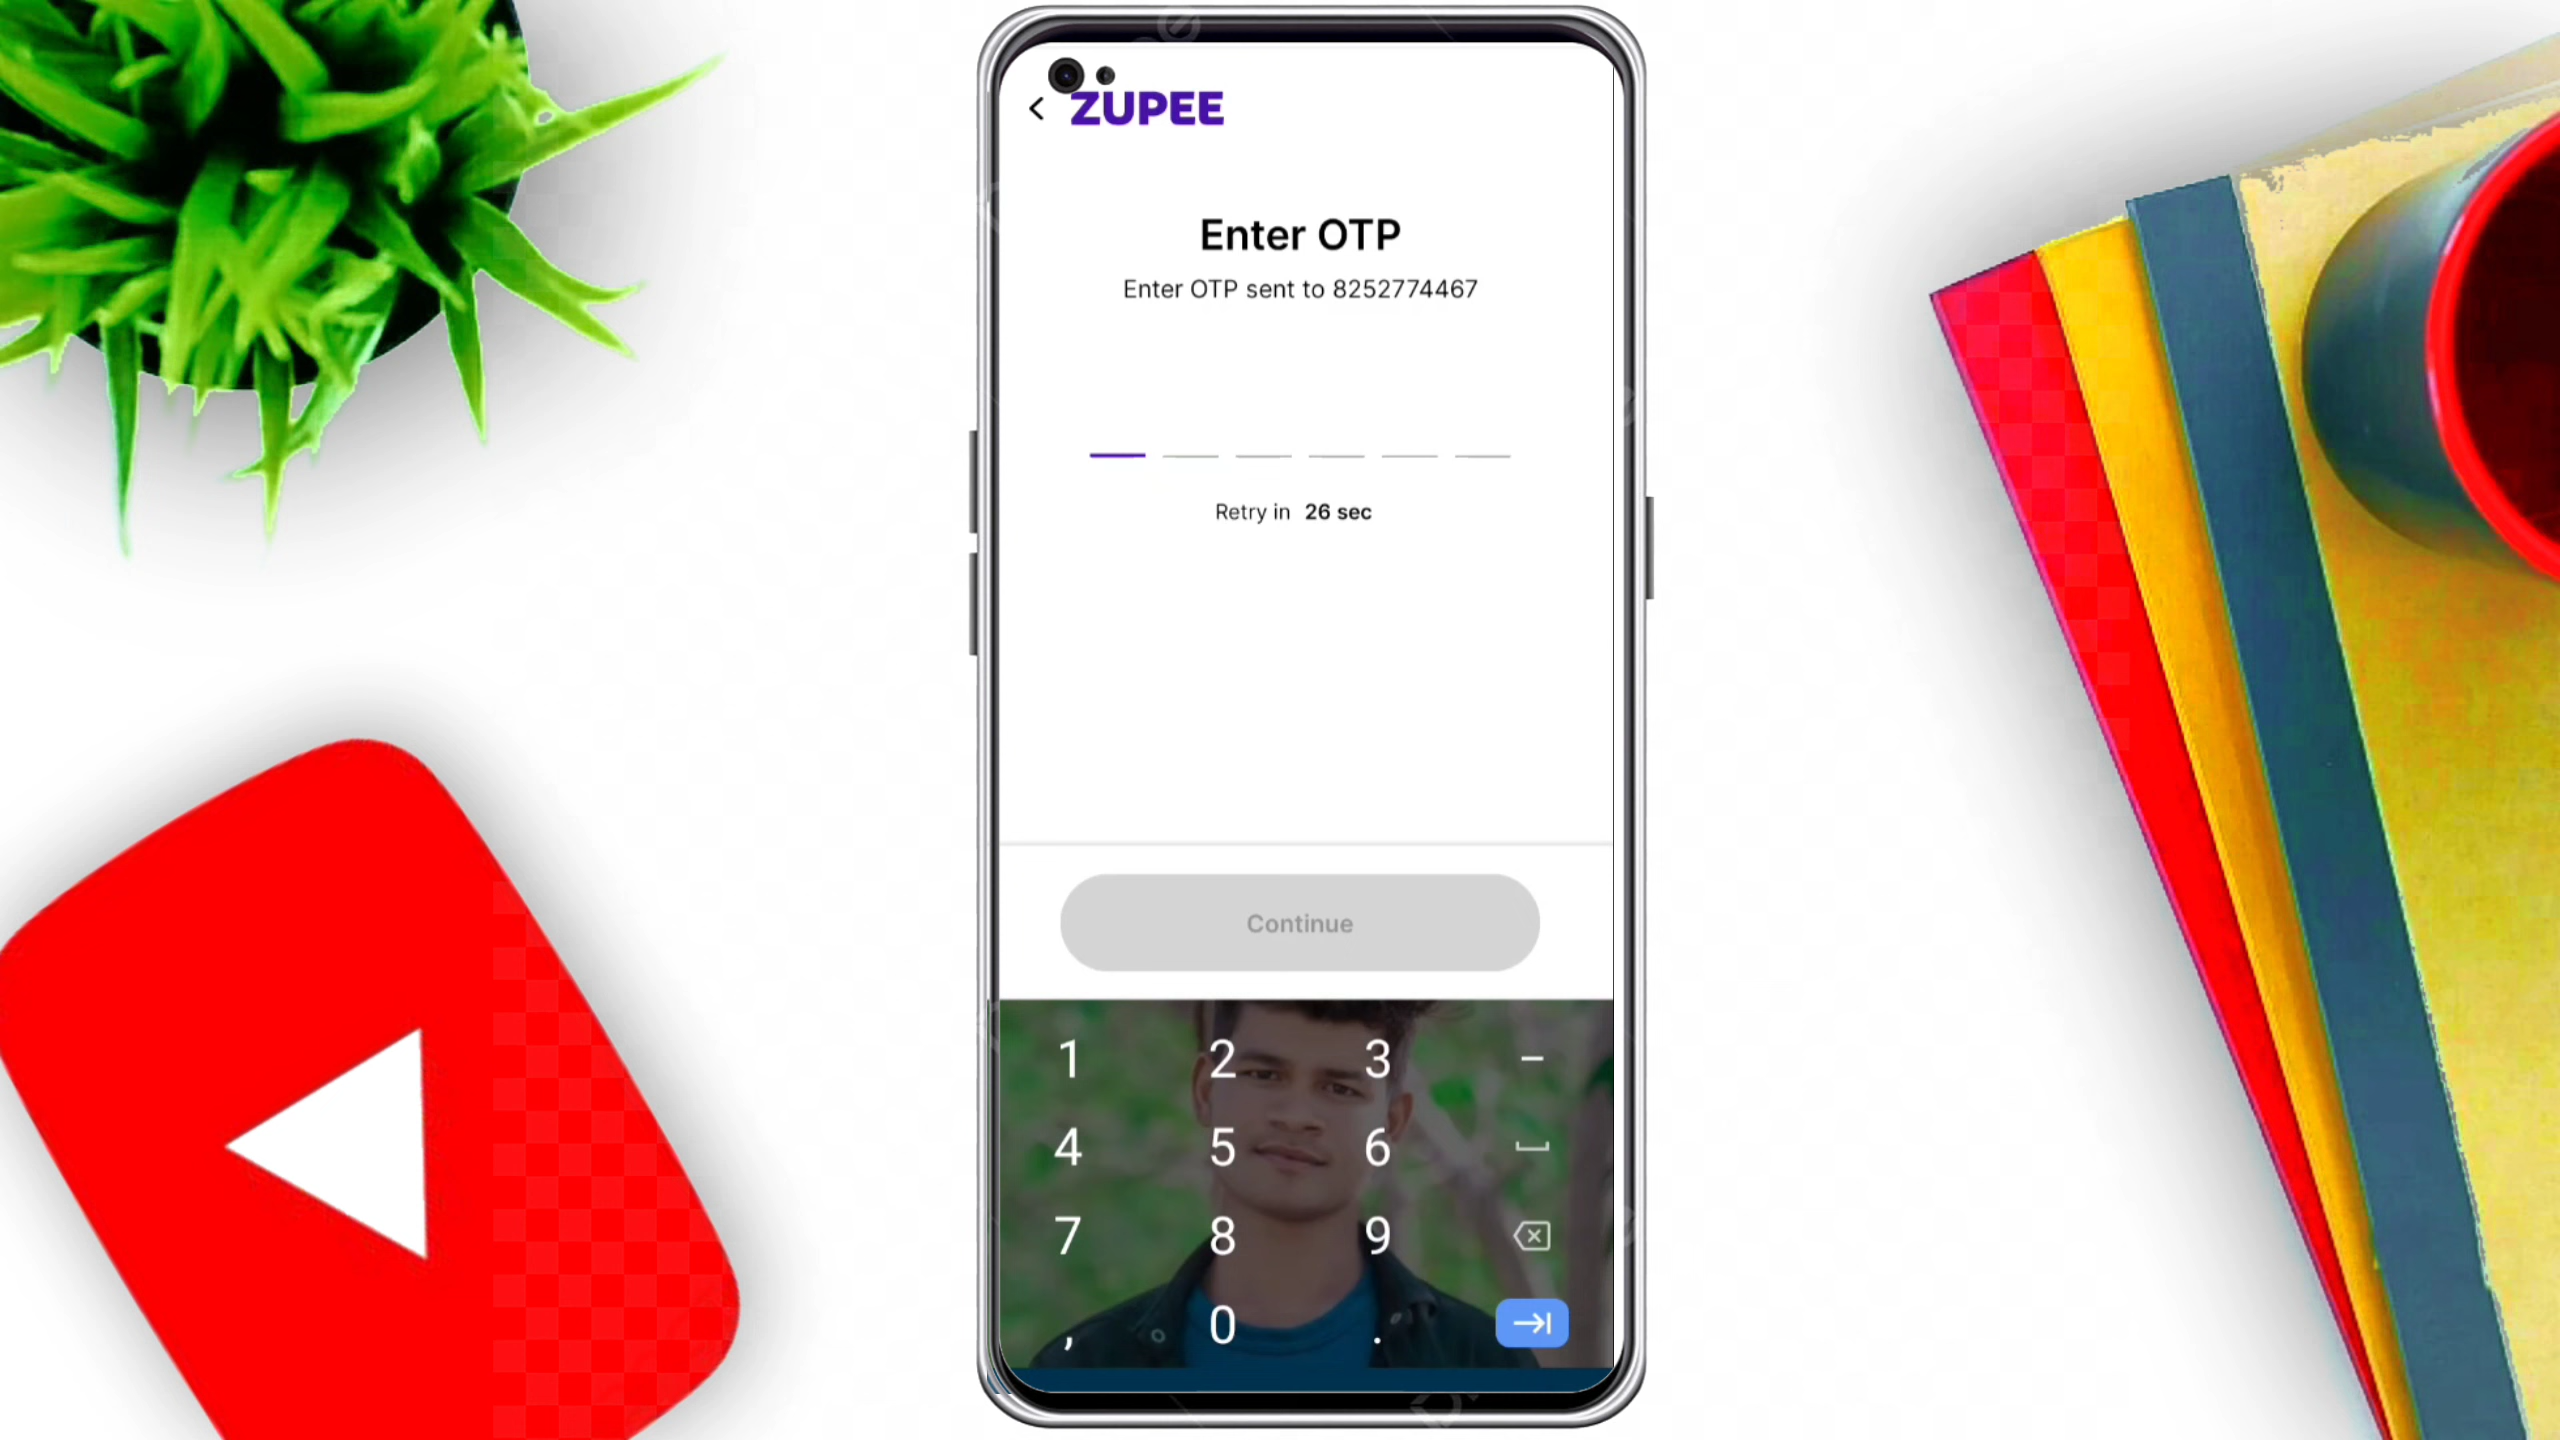 ZUPEE
Enter OTP
Enter OTP sent to 8252774467
Retry in 26 sec
Continue
1 2 3 –
4 5 6
7 8 9
, 0 .